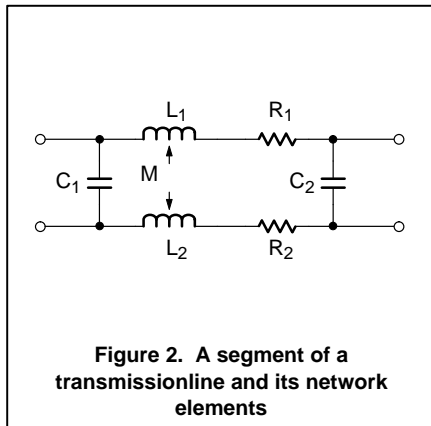 L1 R1
C1 M C2
L2 R2
Figure 2. A segment of a
transmissionline and its network
elements